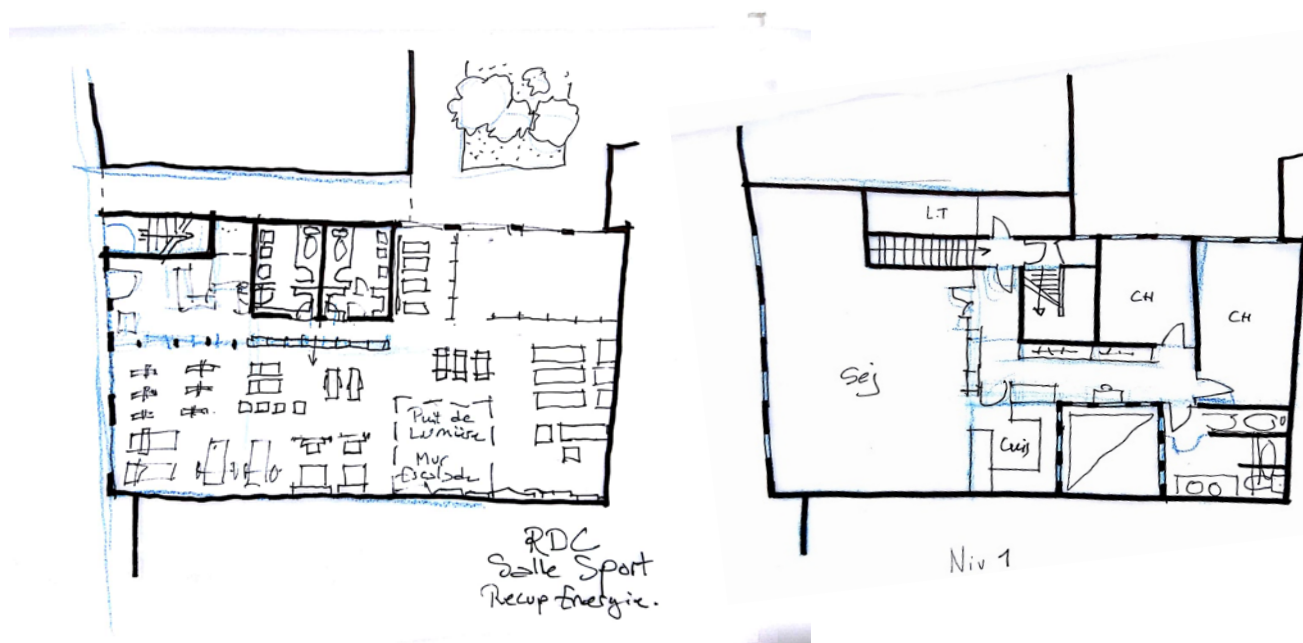 Puit de
Lumière
Mur
Escalade
RDC
Salle Sport
Recup Energie.
L.T
CH
CH
Sej
Cuis
Niv 1